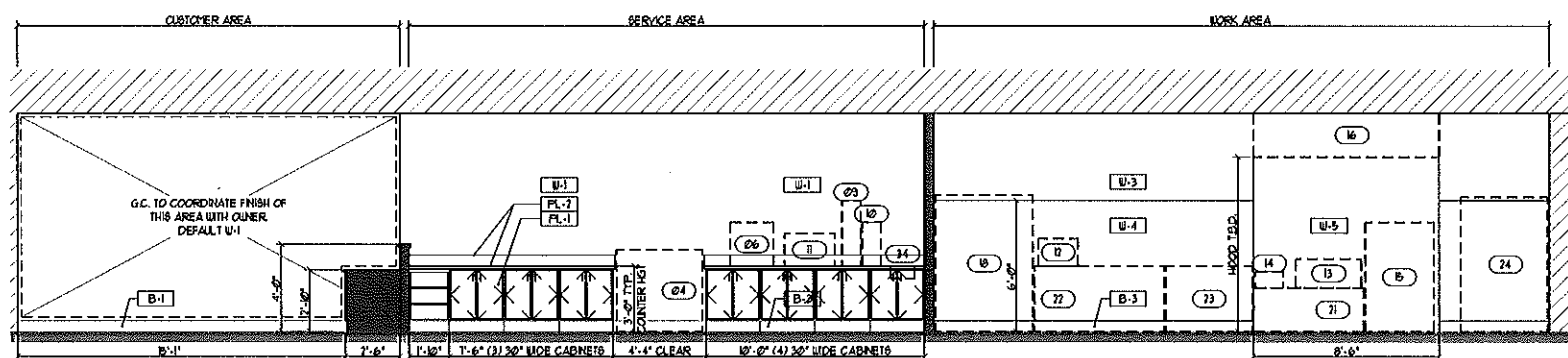 CUSTOMER AREA
SERVICE AREA
WORK AREA
16
W-1
W-1
09
W-3
PL-2
PL-1
10
G.C. TO COORDINATE FINISH OF
THIS AREA WITH OWNER.
DEFAULT W-1
06
11
34
W-4
W-5
12
18
14
13
15
24
4'-0"
2'-10"
3'-0" TYP.
COUNTER HGT
04
6'-0"
HOOD T.B.D.
B-1
B-2
22
B-3
23
21
15'-1"
2'-6"
1'-10"
7'-6" (3) 30" WIDE CABINETS
4'-4" CLEAR
10'-0" (4) 30" WIDE CABINETS
8'-6"